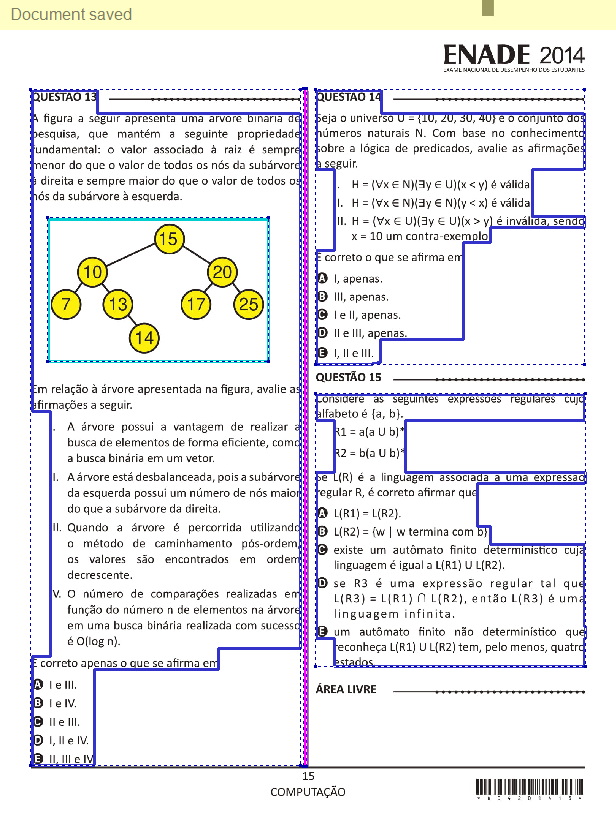 Document saved
ENADE 2014
EXAME NACIONAL DE DESEMPENHO DOS ESTUDANTES
QUESTÃO 13
A figura a seguir apresenta uma árvore binária de
pesquisa, que mantém a seguinte propriedade
fundamental: o valor associado à raiz é sempre
menor do que o valor de todos os nós da subárvore
à direita e sempre maior do que o valor de todos os
nós da subárvore à esquerda.
15
10
20
7
13
17
25
14
Em relação à árvore apresentada na figura, avalie as
afirmações a seguir.
I. A árvore possui a vantagem de realizar a
busca de elementos de forma eficiente, como
a busca binária em um vetor.
II. A árvore está desbalanceada, pois a subárvore
da esquerda possui um número de nós maior
do que a subárvore da direita.
III. Quando a árvore é percorrida utilizando
o método de caminhamento pós-ordem,
os valores são encontrados em ordem
decrescente.
IV. O número de comparações realizadas em
função do número n de elementos na árvore
em uma busca binária realizada com sucesso
é O(log n).
É correto apenas o que se afirma em
A I e III.
B I e IV.
C II e III.
D I, II e IV.
E II, III e IV
QUESTÃO 14
Seja o universo U = {10, 20, 30, 40} e o conjunto dos
números naturais N. Com base no conhecimento
sobre a lógica de predicados, avalie as afirmações
a seguir.
I. H = (∀x ∈ N)(∃y ∈ U)(x < y) é válida
II. H = (∀x ∈ N)(∃y ∈ N)(y < x) é válida
III. H = (∀x ∈ U)(∃y ∈ U)(x > y) é inválida, sendo
x = 10 um contra-exemplo
É correto o que se afirma em
A I, apenas.
B III, apenas.
C I e II, apenas.
D II e III, apenas.
E I, II e III.
QUESTÃO 15
Considere as seguintes expressões regulares cujo
alfabeto é {a, b}.
R1 = a(a U b)*
R2 = b(a U b)*
Se L(R) é a linguagem associada a uma expressão
regular R, é correto afirmar que
A L(R1) = L(R2).
B L(R2) = {w | w termina com b}
C existe um autômato finito determinístico cuja
linguagem é igual a L(R1) U L(R2).
D se R3 é uma expressão regular tal que
L(R3) = L(R1) ∩ L(R2), então L(R3) é uma
linguagem infinita.
E um autômato finito não determinístico que
reconheça L(R1) U L(R2) tem, pelo menos, quatro
estados.
ÁREA LIVRE
15
COMPUTAÇÃO